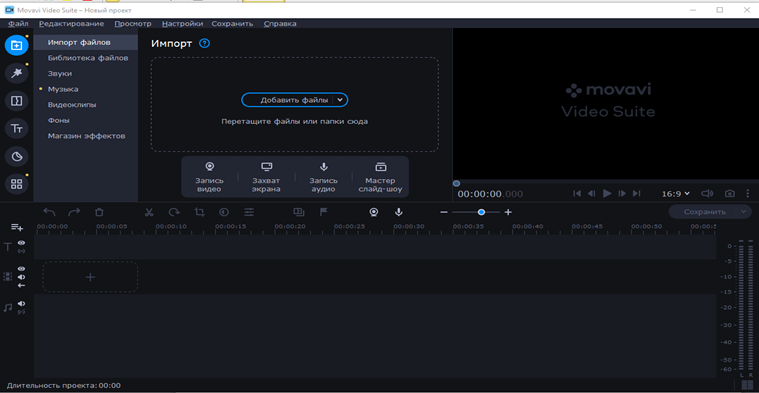 Movavi Video Suite – Новый проект
Файл Редактирование Просмотр Настройки Сохранить Справка
Импорт файлов
Библиотека файлов
Звуки
Музыка
Видеоклипы
Фоны
Магазин эффектов
Импорт ?
Добавить файлы
Перетащите файлы или папки сюда
Запись видео
Захват экрана
Запись аудио
Мастер слайд-шоу
movavi
Video Suite
00:00:00.000
16:9
Сохранить
00:00:00 00:00:05 00:00:10 00:00:15 00:00:20 00:00:25 00:00:30 00:00:35 00:00:40 00:00:45 00:00:50 00:00:5
0
-5
-10
-15
-20
-30
-40
-50
-60
L R
Длительность проекта: 00:00